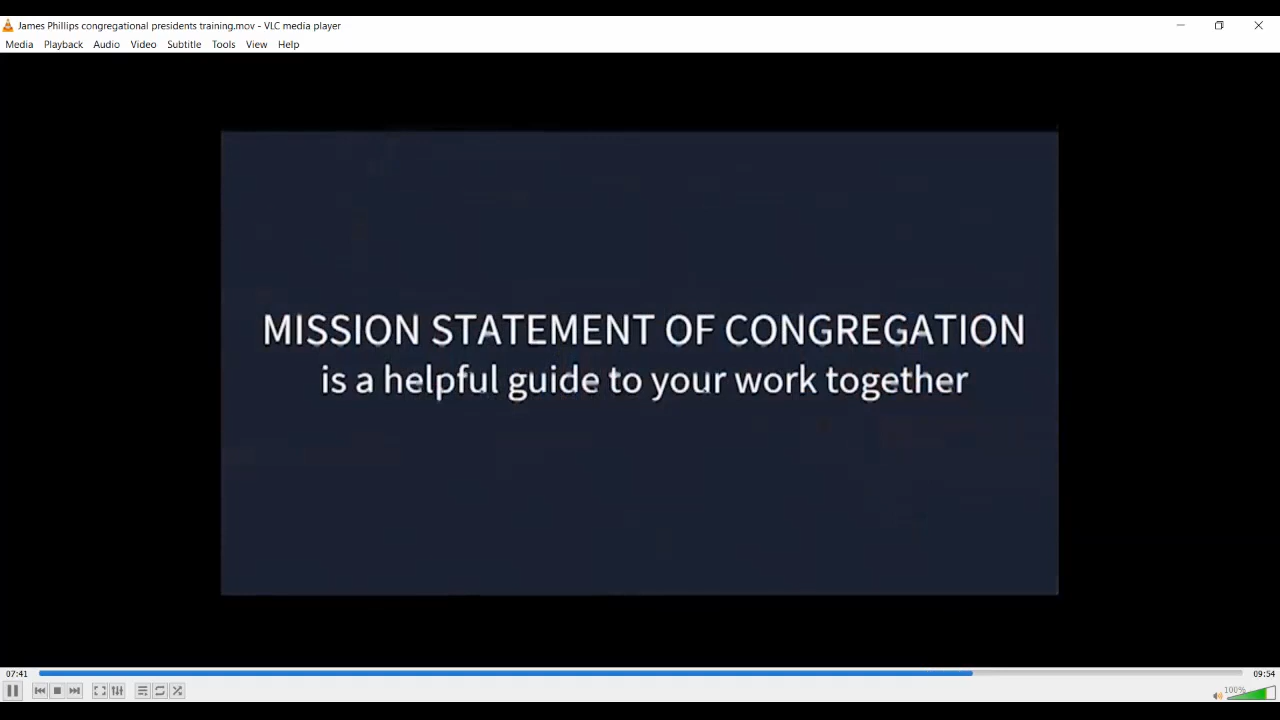 James Phillips congregational presidents training.mov - VLC media player
Media Playback Audio Video Subtitle Tools View Help
MISSION STATEMENT OF CONGREGATION
is a helpful guide to your work together
07:41 09:54
100%